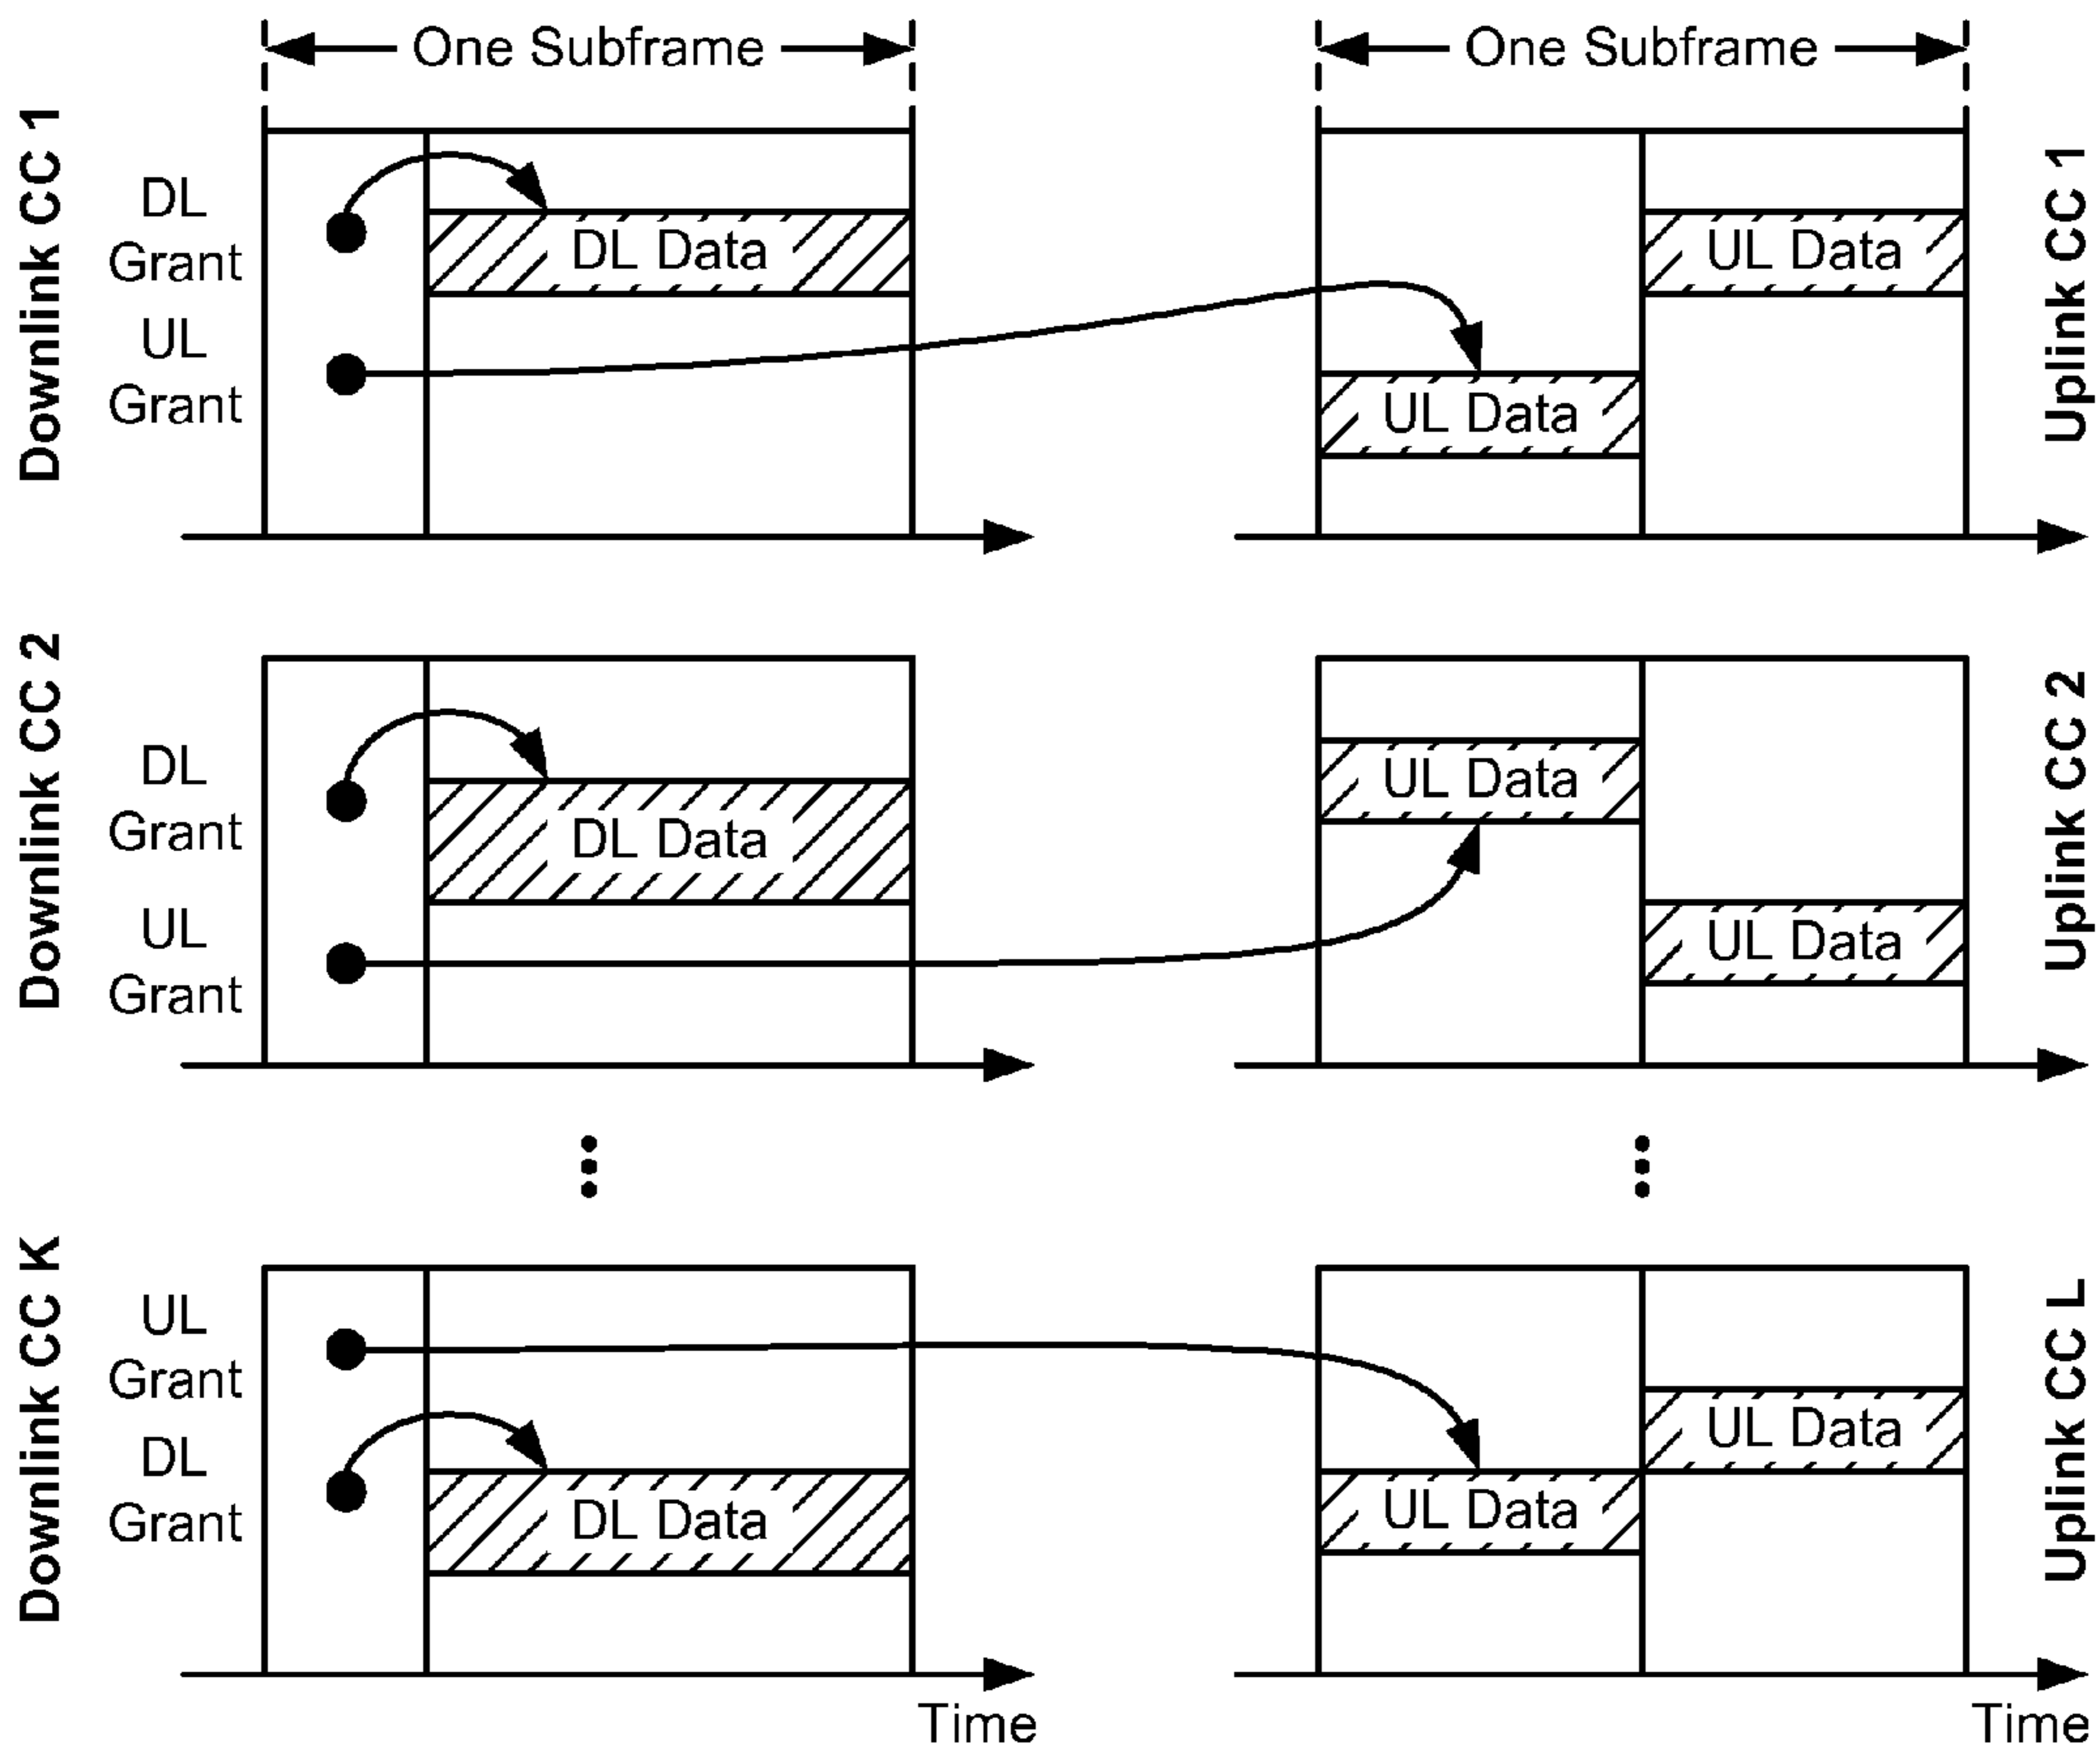 One Subframe
One Subframe
Downlink CC 1
DL
Grant
DL Data
UL
Grant
UL Data
UL Data
Uplink CC 1
Downlink CC 2
DL
Grant
DL Data
UL
Grant
UL Data
UL Data
Uplink CC 2
Downlink CC K
UL
Grant
DL
Grant
DL Data
UL Data
UL Data
Uplink CC L
Time
Time